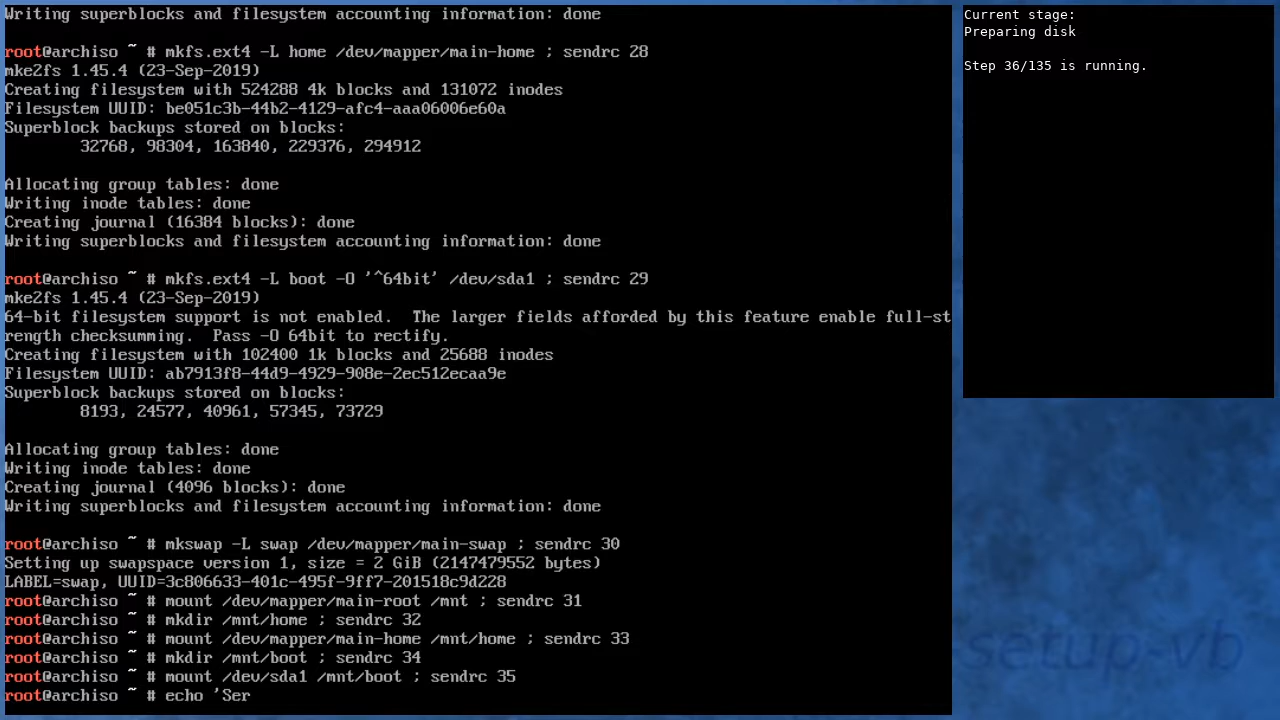 Writing superblocks and filesystem accounting information: done
root@archiso ~ # mkfs.ext4 -L home /dev/mapper/main-home ; sendrc 28
mke2fs 1.45.4 (23-Sep-2019)
Creating filesystem with 524288 4k blocks and 131072 inodes
Filesystem UUID: be051c3b-44b2-4129-afc4-aaa06006e60a
Superblock backups stored on blocks:
32768, 98304, 163840, 229376, 294912
Allocating group tables: done
Writing inode tables: done
Creating journal (16384 blocks): done
Writing superblocks and filesystem accounting information: done
root@archiso ~ # mkfs.ext4 -L boot -O '^64bit' /dev/sda1 ; sendrc 29
mke2fs 1.45.4 (23-Sep-2019)
64-bit filesystem support is not enabled.  The larger fields afforded by this feature enable full-st
rength checksumming.  Pass -O 64bit to rectify.
Creating filesystem with 102400 1k blocks and 25688 inodes
Filesystem UUID: ab7913f8-44d9-4929-908e-2ec512ecaa9e
Superblock backups stored on blocks:
8193, 24577, 40961, 57345, 73729
Allocating group tables: done
Writing inode tables: done
Creating journal (4096 blocks): done
Writing superblocks and filesystem accounting information: done
root@archiso ~ # mkswap -L swap /dev/mapper/main-swap ; sendrc 30
Setting up swapspace version 1, size = 2 GiB (2147479552 bytes)
LABEL=swap, UUID=3c806633-401c-495f-9ff7-201518c9d228
root@archiso ~ # mount /dev/mapper/main-root /mnt ; sendrc 31
root@archiso ~ # mkdir /mnt/home ; sendrc 32
root@archiso ~ # mount /dev/mapper/main-home /mnt/home ; sendrc 33
root@archiso ~ # mkdir /mnt/boot ; sendrc 34
root@archiso ~ # mount /dev/sda1 /mnt/boot ; sendrc 35
root@archiso ~ # echo 'Ser
Current stage:
Preparing disk
Step 36/135 is running.
setup-vb